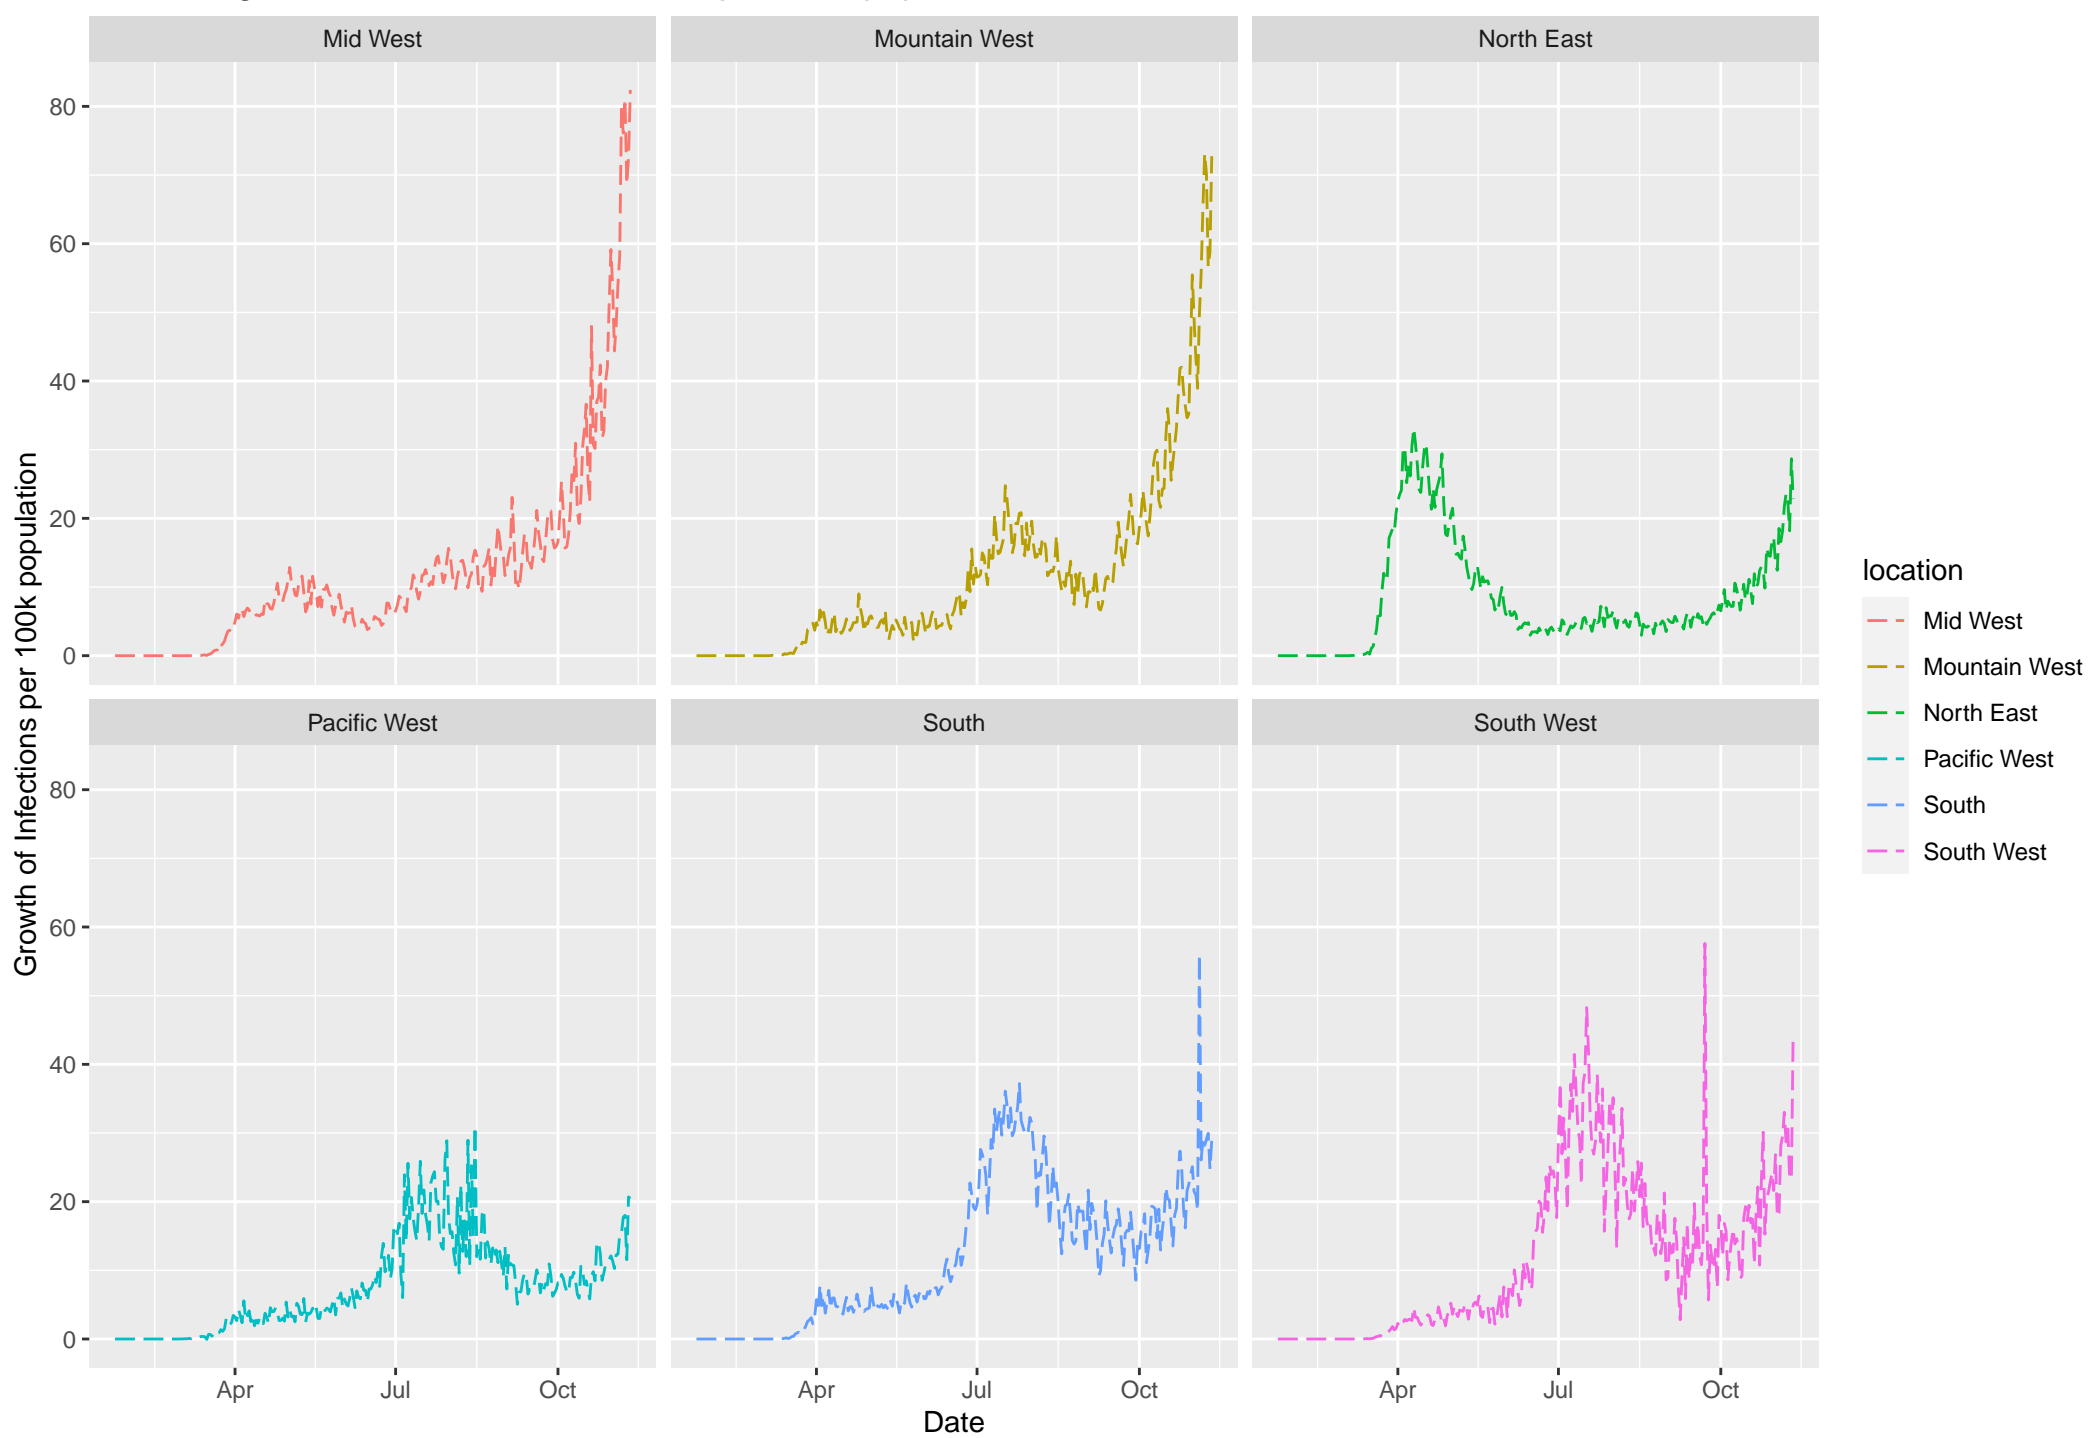 Mid West
Mountain West
North East
80
60
40
20
0
Pacific West
South
South West
80
60
40
20
0
Apr
Jul
Oct
Apr
Jul
Oct
Apr
Jul
Oct
Date
Growth of Infections per 100k population
location
Mid West
Mountain West
North East
Pacific West
South
South West